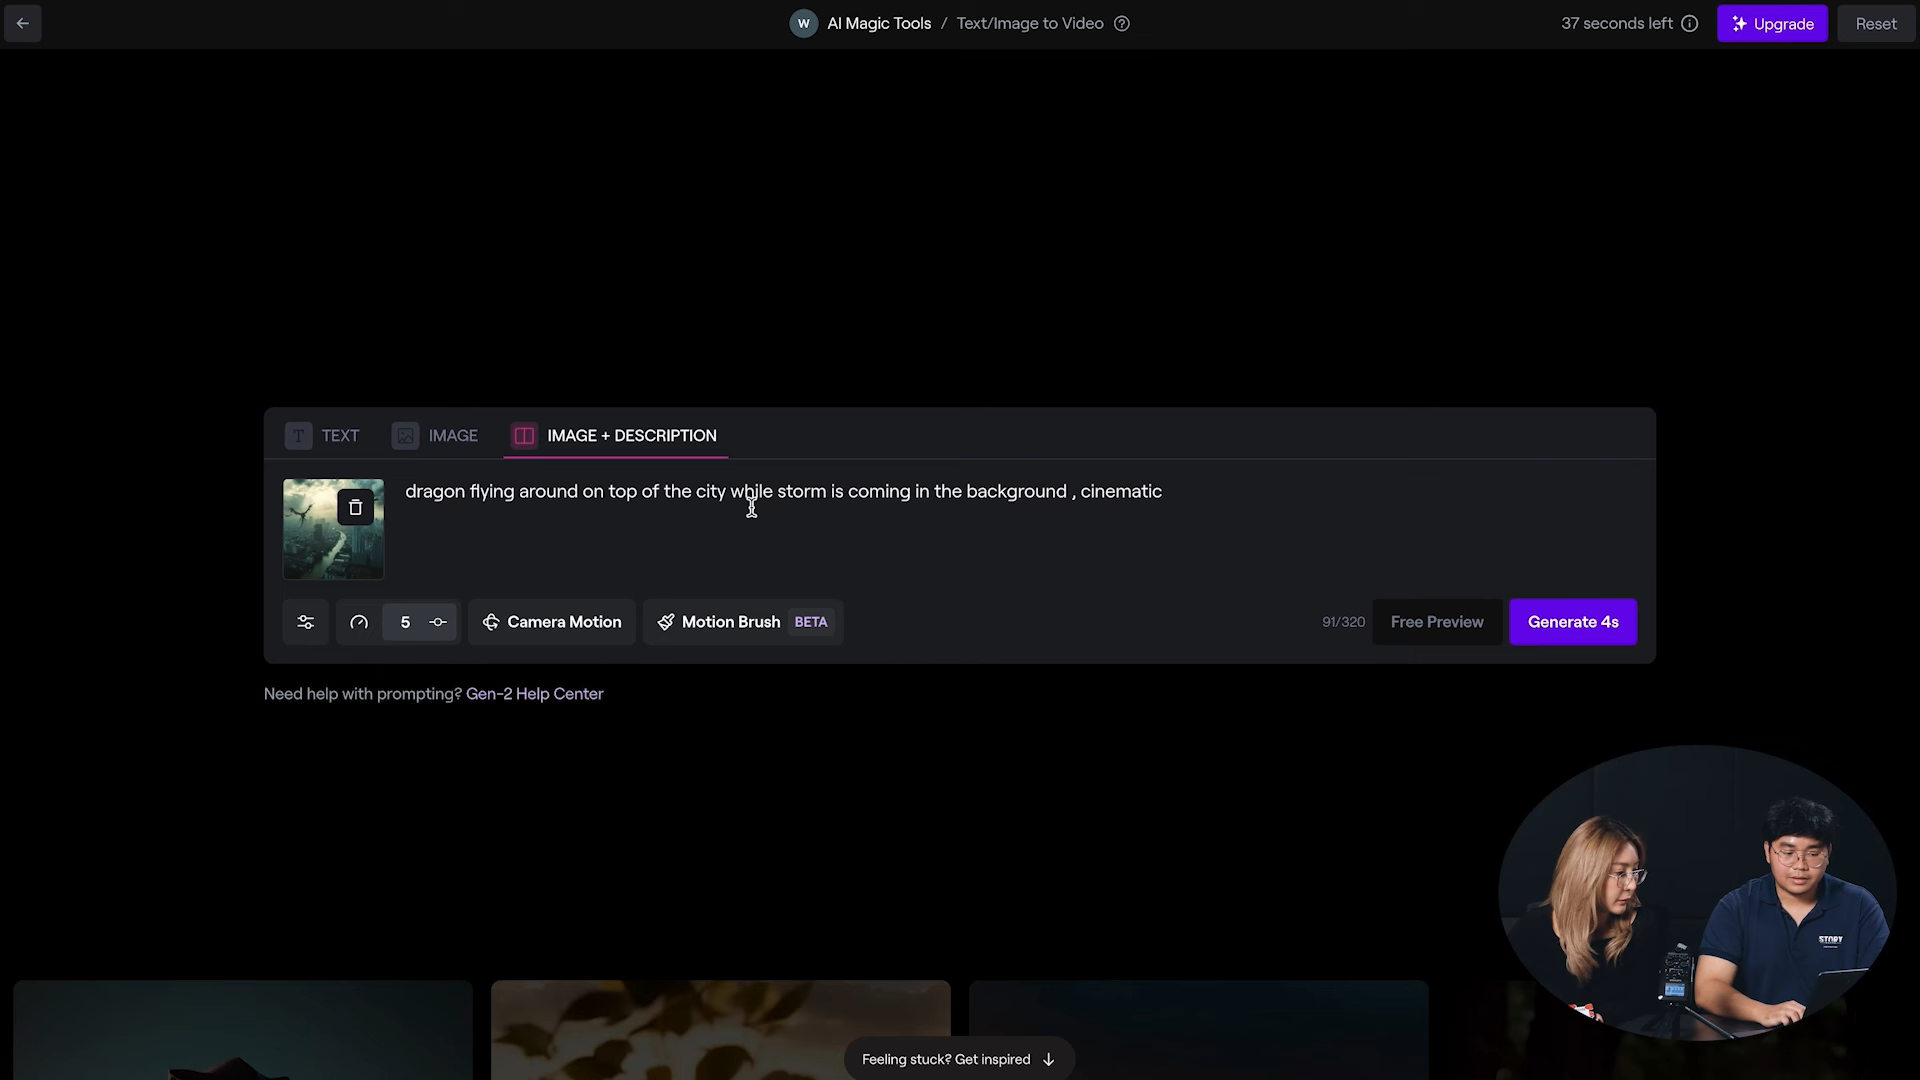 W AI Magic Tools / Text/Image to Video
37 seconds left
Upgrade
Reset
TEXT
IMAGE
IMAGE + DESCRIPTION
dragon flying around on top of the city while storm is coming in the background , cinematic
5
Camera Motion
Motion Brush BETA
91/320
Free Preview
Generate 4s
Need help with prompting? Gen-2 Help Center
STORY
Feeling stuck? Get inspired